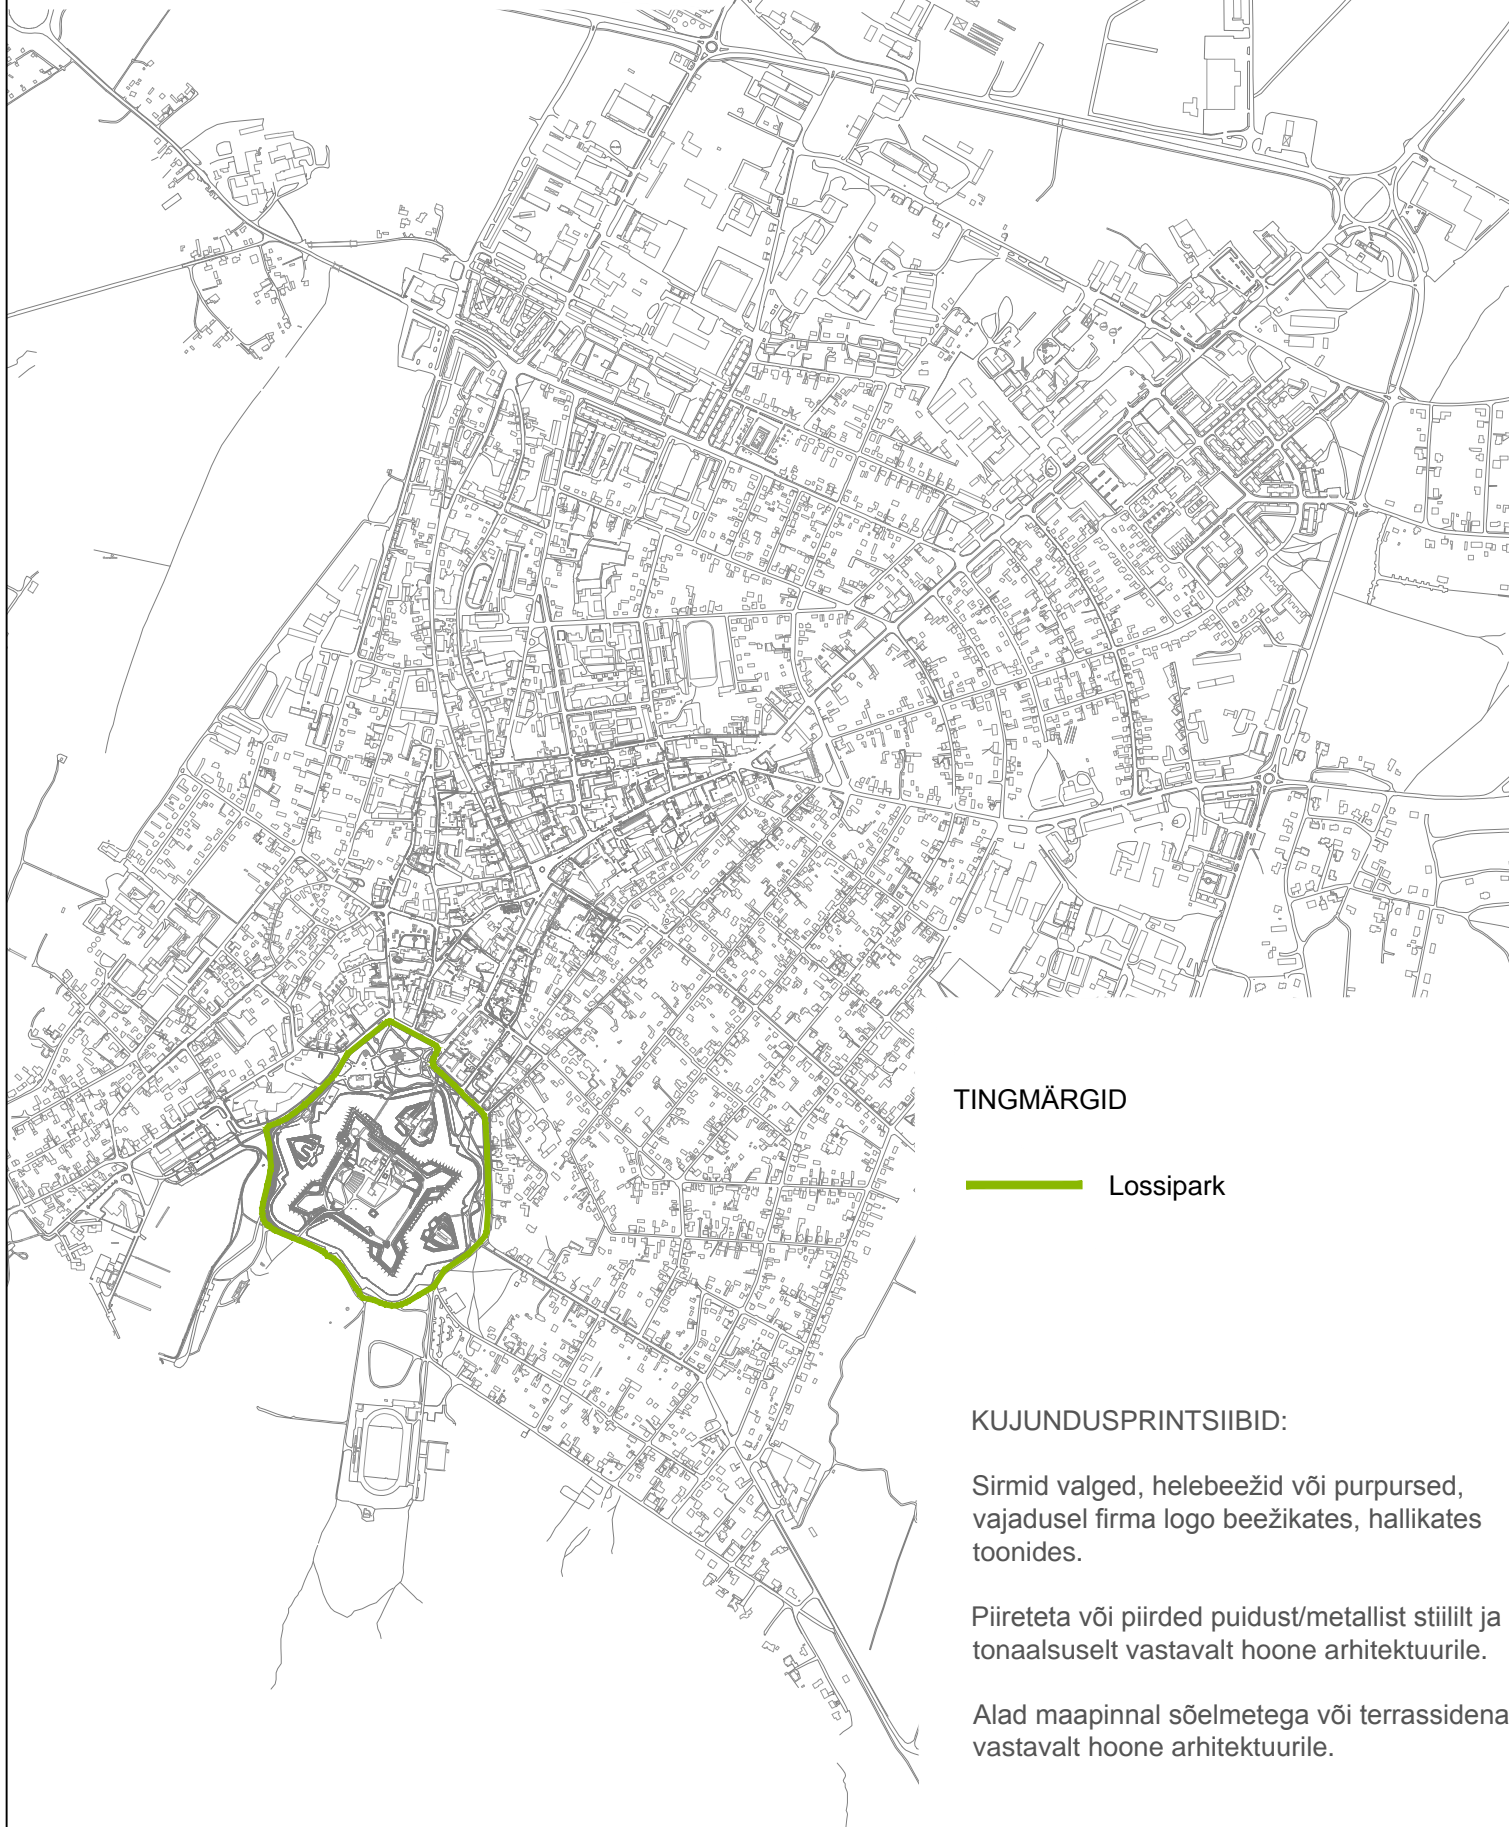 TINGMÄRGID
Lossipark
KUJUNDUSPRINTSIIBID:
Sirmid valged, helebeežid või purpursed,
vajadusel firma logo beežikates, hallikates
toonides.
Piireteta või piirded puidust/metallist stiililt ja
tonaalsuselt vastavalt hoone arhitektuurile.
Alad maapinnal sõelmetega või terrassidena
vastavalt hoone arhitektuurile.